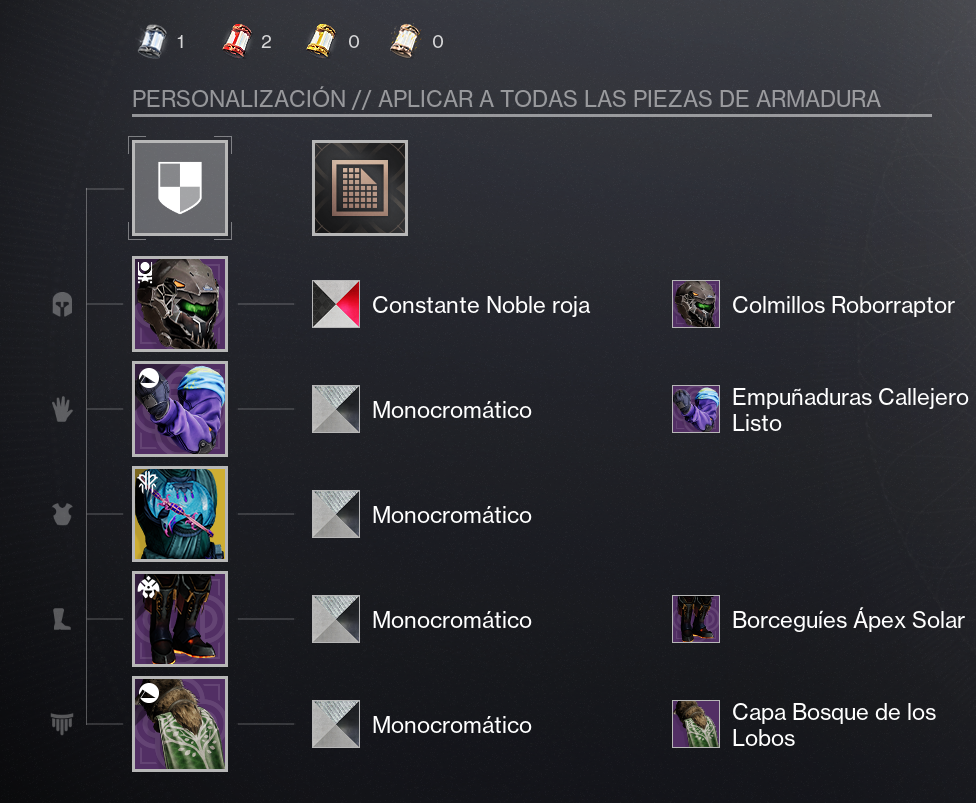 1 2 0 0
PERSONALIZACIÓN // APLICAR A TODAS LAS PIEZAS DE ARMADURA
Constante Noble roja
Colmillos Roborraptor
Monocromático
Empuñaduras Callejero
Listo
Monocromático
Monocromático
Borceguíes Ápex Solar
Monocromático
Capa Bosque de los
Lobos